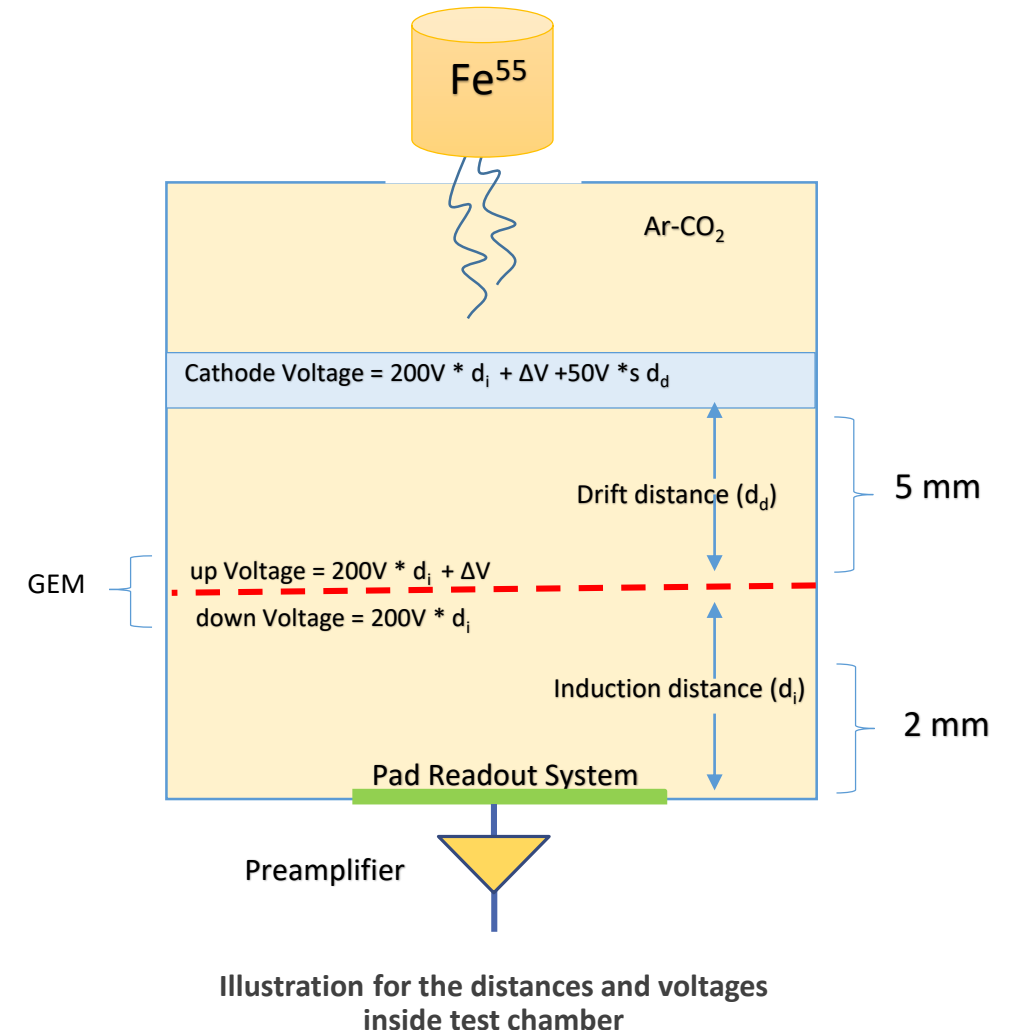 Fe⁵⁵
Ar-CO₂
Cathode Voltage = 200V * dᵢ + ΔV +50V *s d_d
Drift distance (d_d)
5 mm
GEM
up Voltage = 200V * dᵢ + ΔV
down Voltage = 200V * dᵢ
Induction distance (dᵢ)
2 mm
Pad Readout System
Preamplifier
Illustration for the distances and voltages
inside test chamber